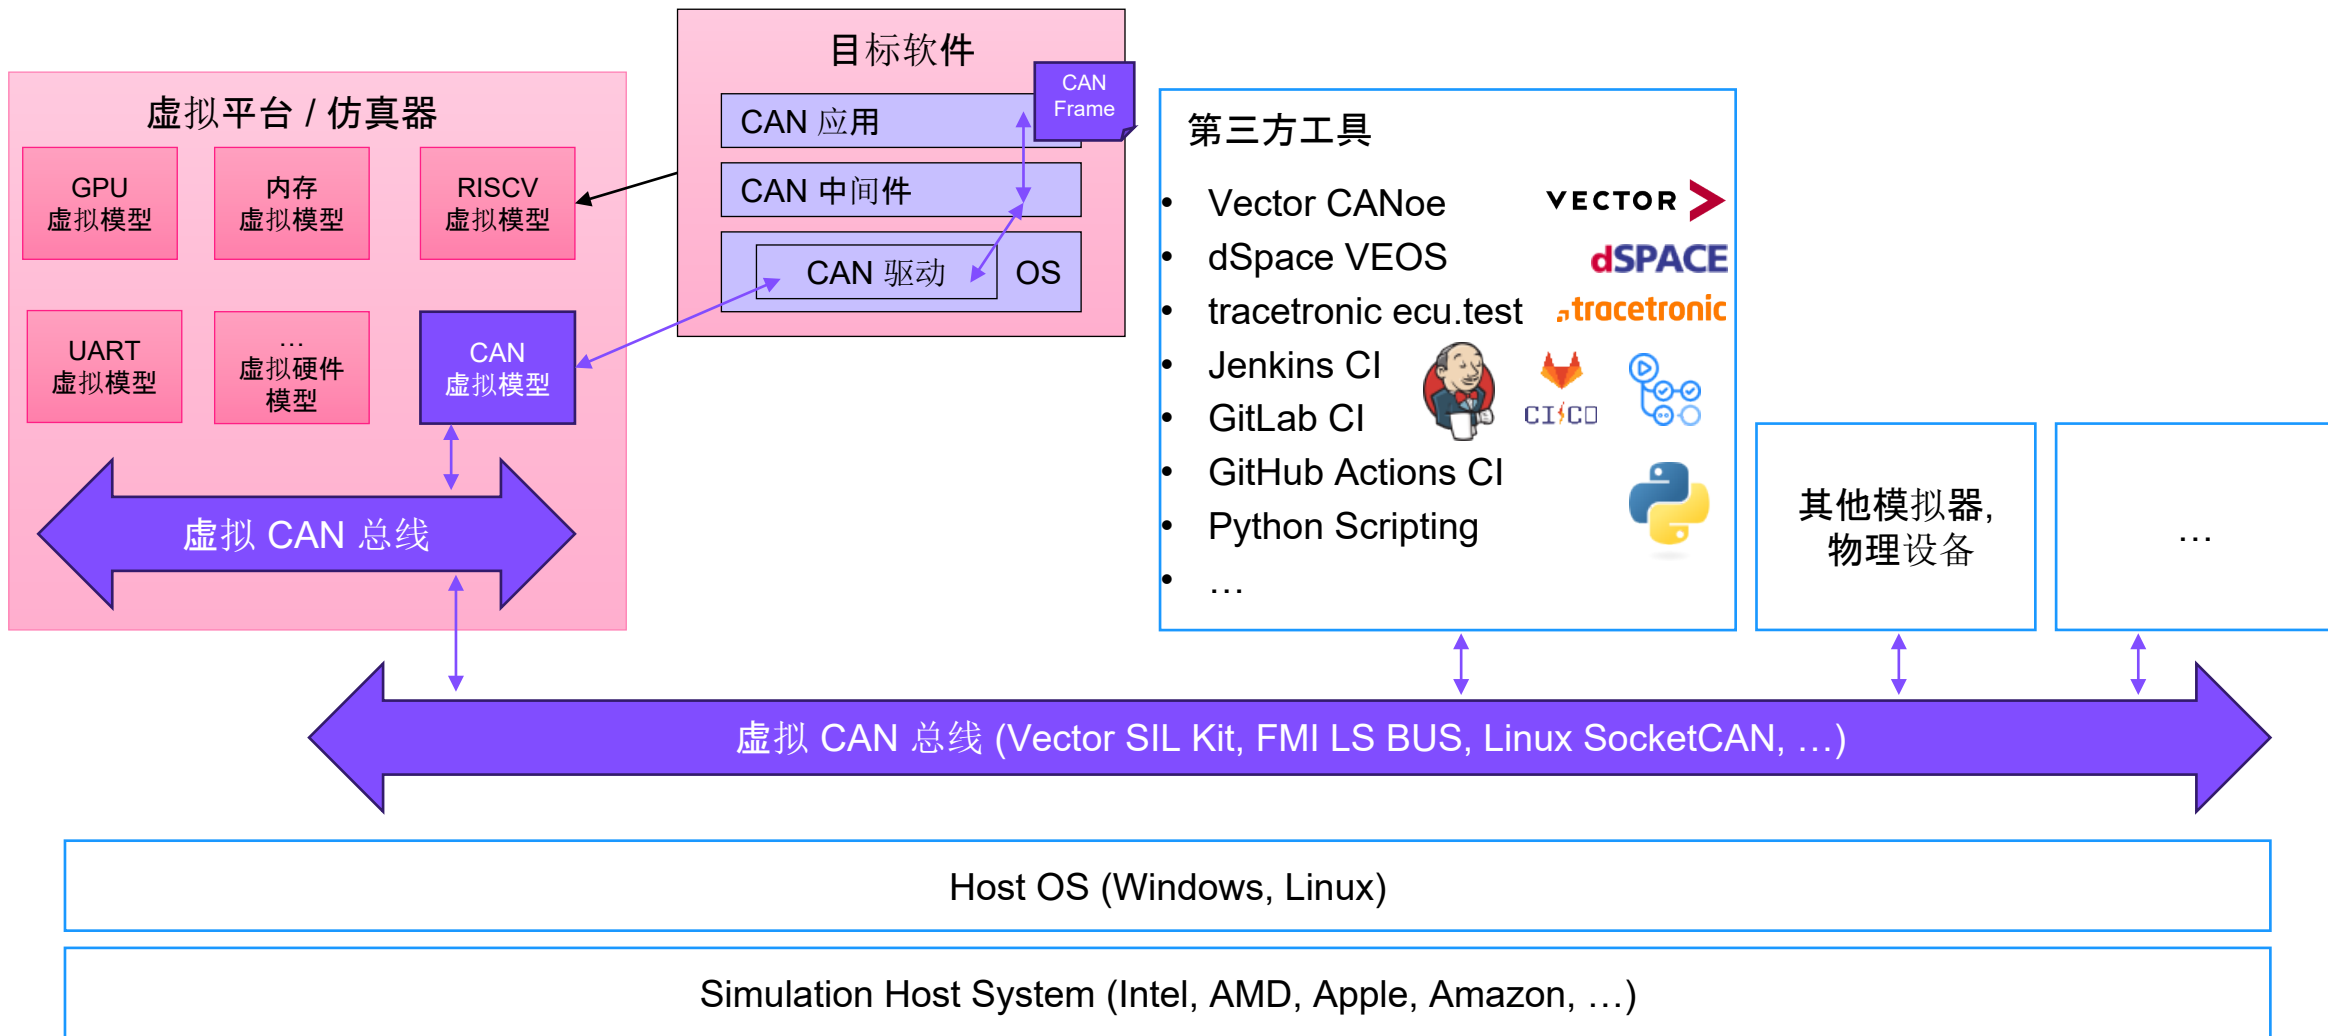 目标软件
CAN
Frame
CAN 应用
CAN 中间件
CAN 驱动
OS
虚拟平台 / 仿真器
GPU
虚拟模型
内存
虚拟模型
RISCV
虚拟模型
UART
虚拟模型
…
虚拟硬件
模型
CAN
虚拟模型
虚拟 CAN 总线
第三方工具
• Vector CANoe
• dSpace VEOS
• tracetronic ecu.test
• Jenkins CI
• GitLab CI
• GitHub Actions CI
• Python Scripting
• …
VECTOR
dSPACE
tracetronic
CI/CD
其他模拟器,
物理设备
…
虚拟 CAN 总线 (Vector SIL Kit, FMI LS BUS, Linux SocketCAN, …)
Host OS (Windows, Linux)
Simulation Host System (Intel, AMD, Apple, Amazon, …)